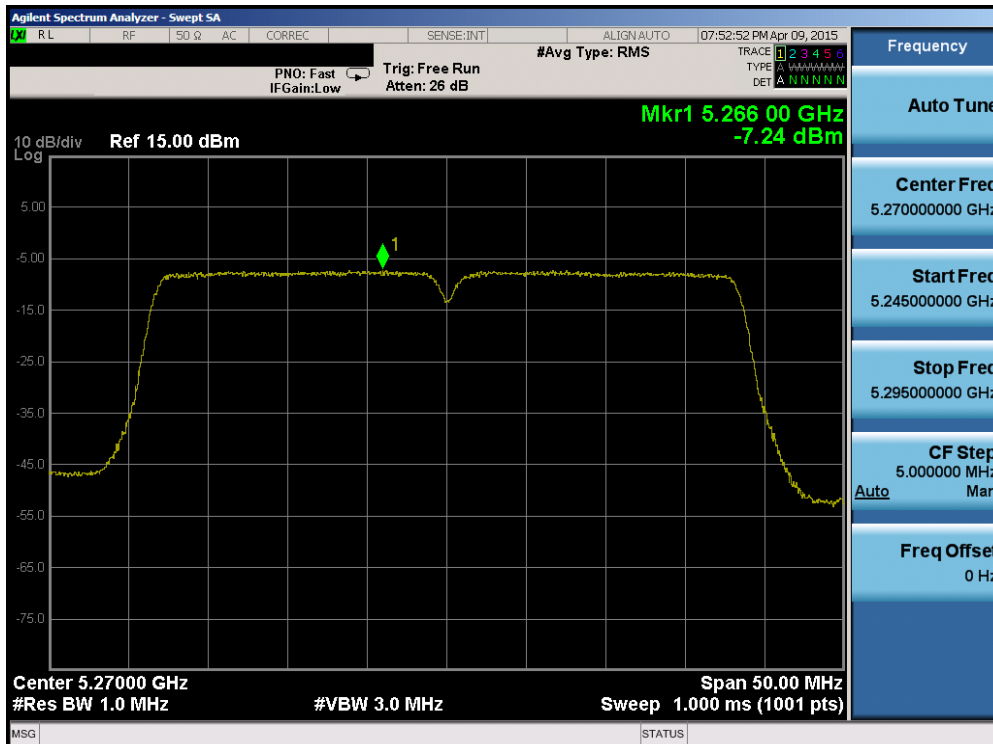 Agilent Spectrum Analyzer - Swept SA
LXI RL RF 50 Ω AC CORREC SENSE:INT ALIGNAUTO 07:52:52 PM Apr 09, 2015
#Avg Type: RMS TRACE 1 2 3 4 5 6
PNO: Fast Trig: Free Run TYPE A WWWWW
IFGain:Low Atten: 26 dB DET A N N N N N
Mkr1 5.266 00 GHz
10 dB/div Ref 15.00 dBm -7.24 dBm
Log
1
5.00
-5.00
-15.0
-25.0
-35.0
-45.0
-55.0
-65.0
-75.0
Center 5.27000 GHz Span 50.00 MHz
#Res BW 1.0 MHz #VBW 3.0 MHz Sweep 1.000 ms (1001 pts)
MSG STATUS
Frequency
Auto Tune
Center Freq
5.270000000 GHz
Start Freq
5.245000000 GHz
Stop Freq
5.295000000 GHz
CF Step
5.000000 MHz
Auto Man
Freq Offset
0 Hz